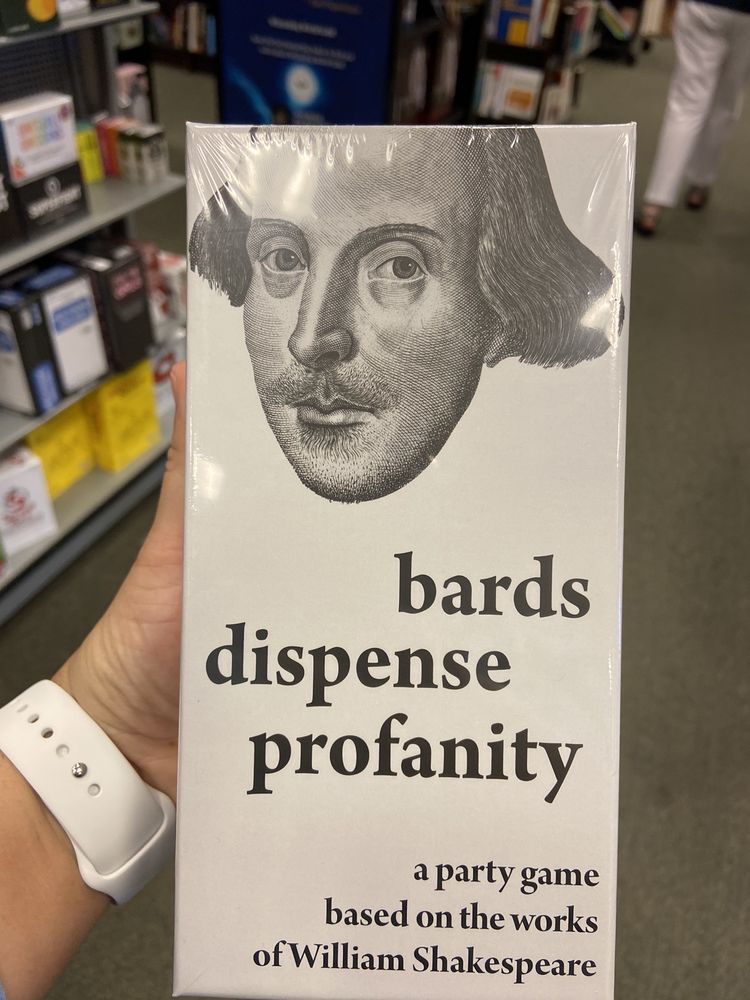 bards
dispense
profanity
a party game
based on the works
of William Shakespeare